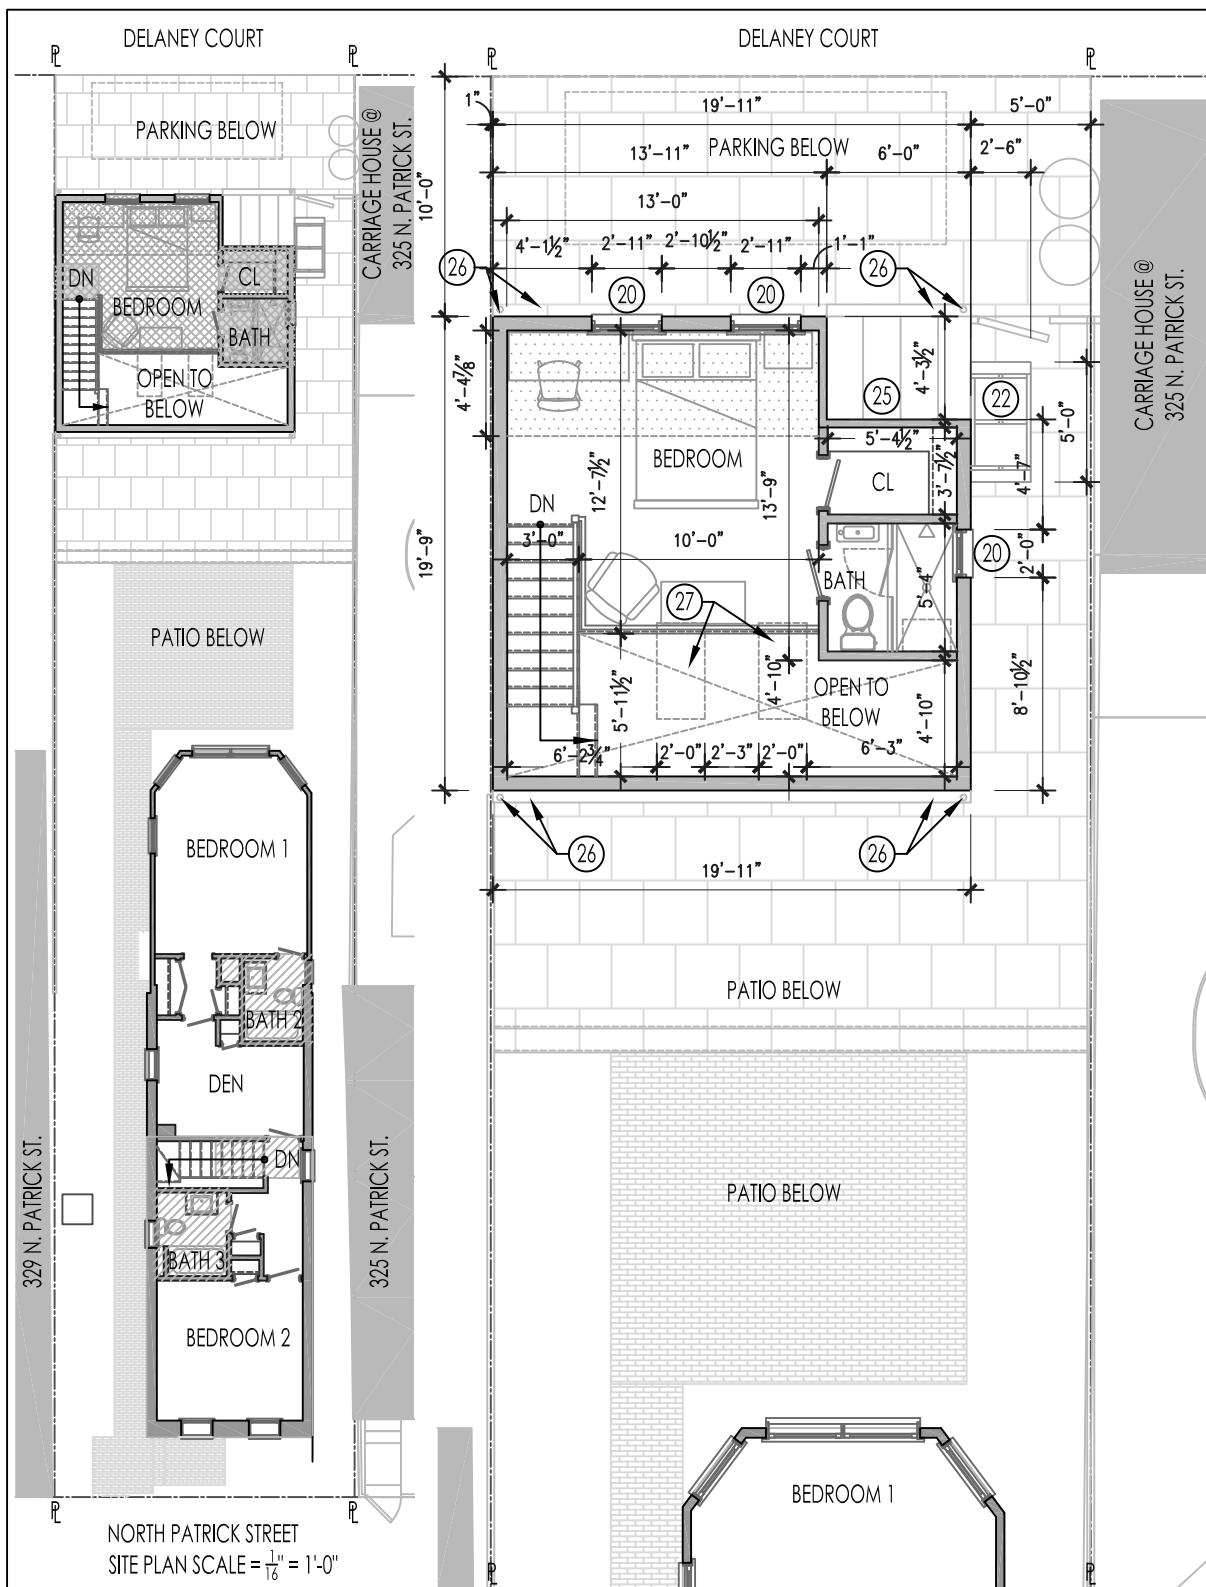 DELANEY COURT
PL
PL
PARKING BELOW
CARRIAGE HOUSE @
325 N. PATRICK ST.
DN
BEDROOM
CL
BATH
OPEN TO
BELOW
PATIO BELOW
BEDROOM 1
BATH 2
DEN
DN
BATH 3
BEDROOM 2
329 N. PATRICK ST.
325 N. PATRICK ST.
PL
PL
NORTH PATRICK STREET
SITE PLAN SCALE = 1/16" = 1'-0"
DELANEY COURT
PL
PL
1"
19'-11"
5'-0"
13'-11"
PARKING BELOW
6'-0"
2'-6"
10'-0"
13'-0"
4'-1½"
2'-11"
2'-10½"
2'-11"
1'-1"
26
20
20
26
CARRIAGE HOUSE @
325 N. PATRICK ST.
4'-4⅞"
4'-3½"
25
22
5'-0"
5'-4½"
BEDROOM
12'-7½"
13'-9"
CL
3'-7½"
4'-7"
DN
3'-0"
10'-0"
19'-9"
BATH
5'-4"
20
2'-0"
27
5'-11½"
4'-10"
OPEN TO
BELOW
4'-10"
8'-10½"
6'-2¾"
2'-0"
2'-3"
2'-0"
6'-3"
26
26
19'-11"
PATIO BELOW
PATIO BELOW
BEDROOM 1
PL
PL